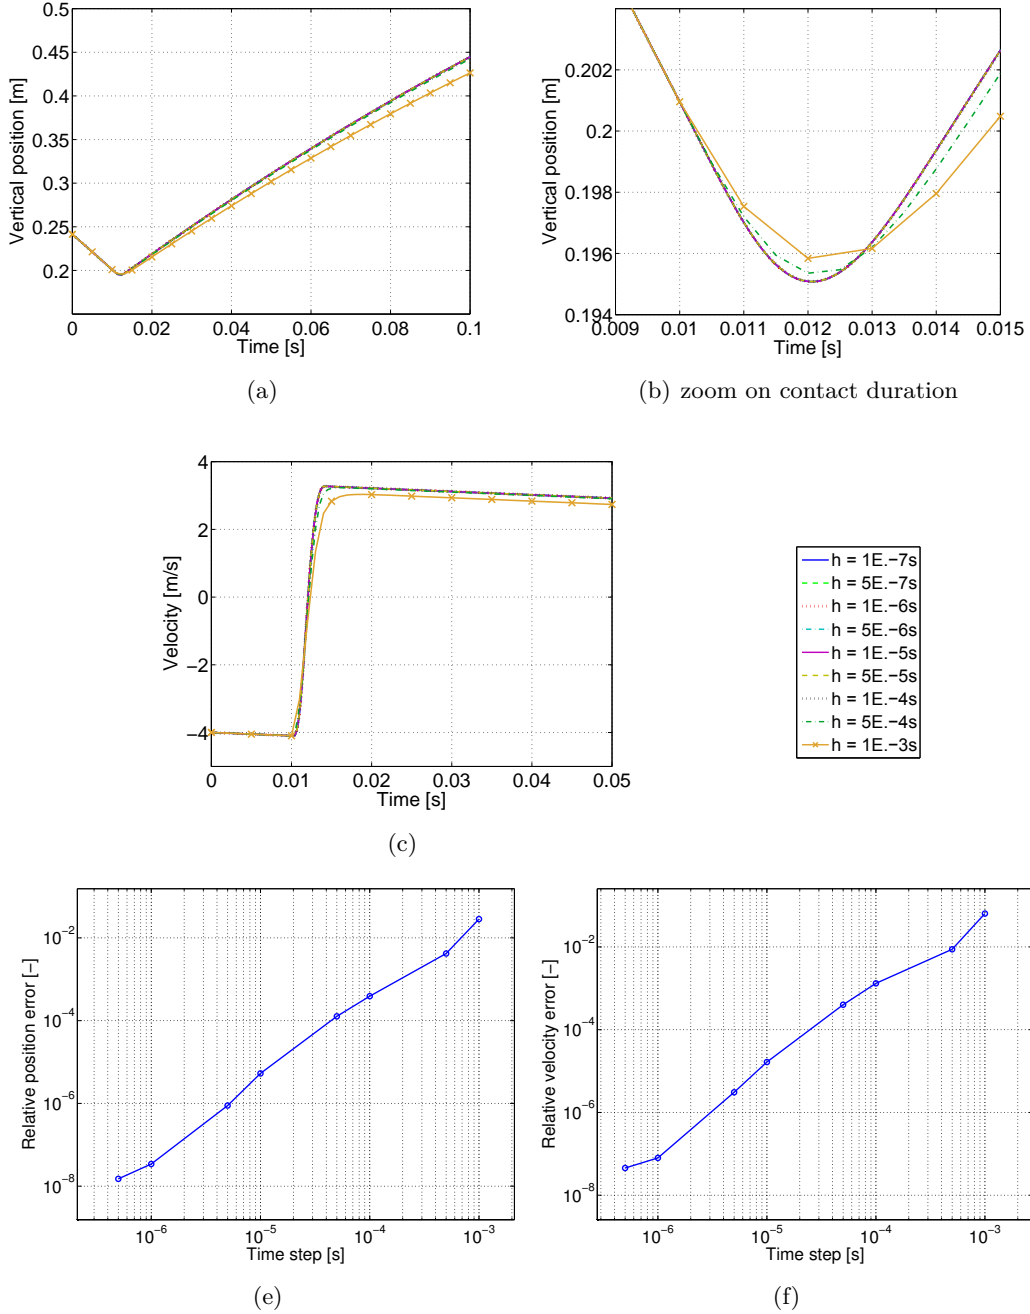 0.5
0.45
0.4
0.35
0.3
0.25
0.2
Vertical position [m]
0 0.02 0.04 0.06 0.08 0.1
Time [s]
(a)
0.202
0.2
0.198
0.196
0.194
Vertical position [m]
0.009 0.01 0.011 0.012 0.013 0.014 0.015
Time [s]
(b) zoom on contact duration
4
2
0
−2
−4
Velocity [m/s]
0 0.01 0.02 0.03 0.04 0.05
Time [s]
(c)
h = 1E.−7s
h = 5E.−7s
h = 1E.−6s
h = 5E.−6s
h = 1E.−5s
h = 5E.−5s
h = 1E.−4s
h = 5E.−4s
h = 1E.−3s
10−2
10−4
10−6
10−8
Relative position error [−]
10−6 10−5 10−4 10−3
Time step [s]
(e)
10−2
10−4
10−6
10−8
Relative velocity error [−]
10−6 10−5 10−4 10−3
Time step [s]
(f)